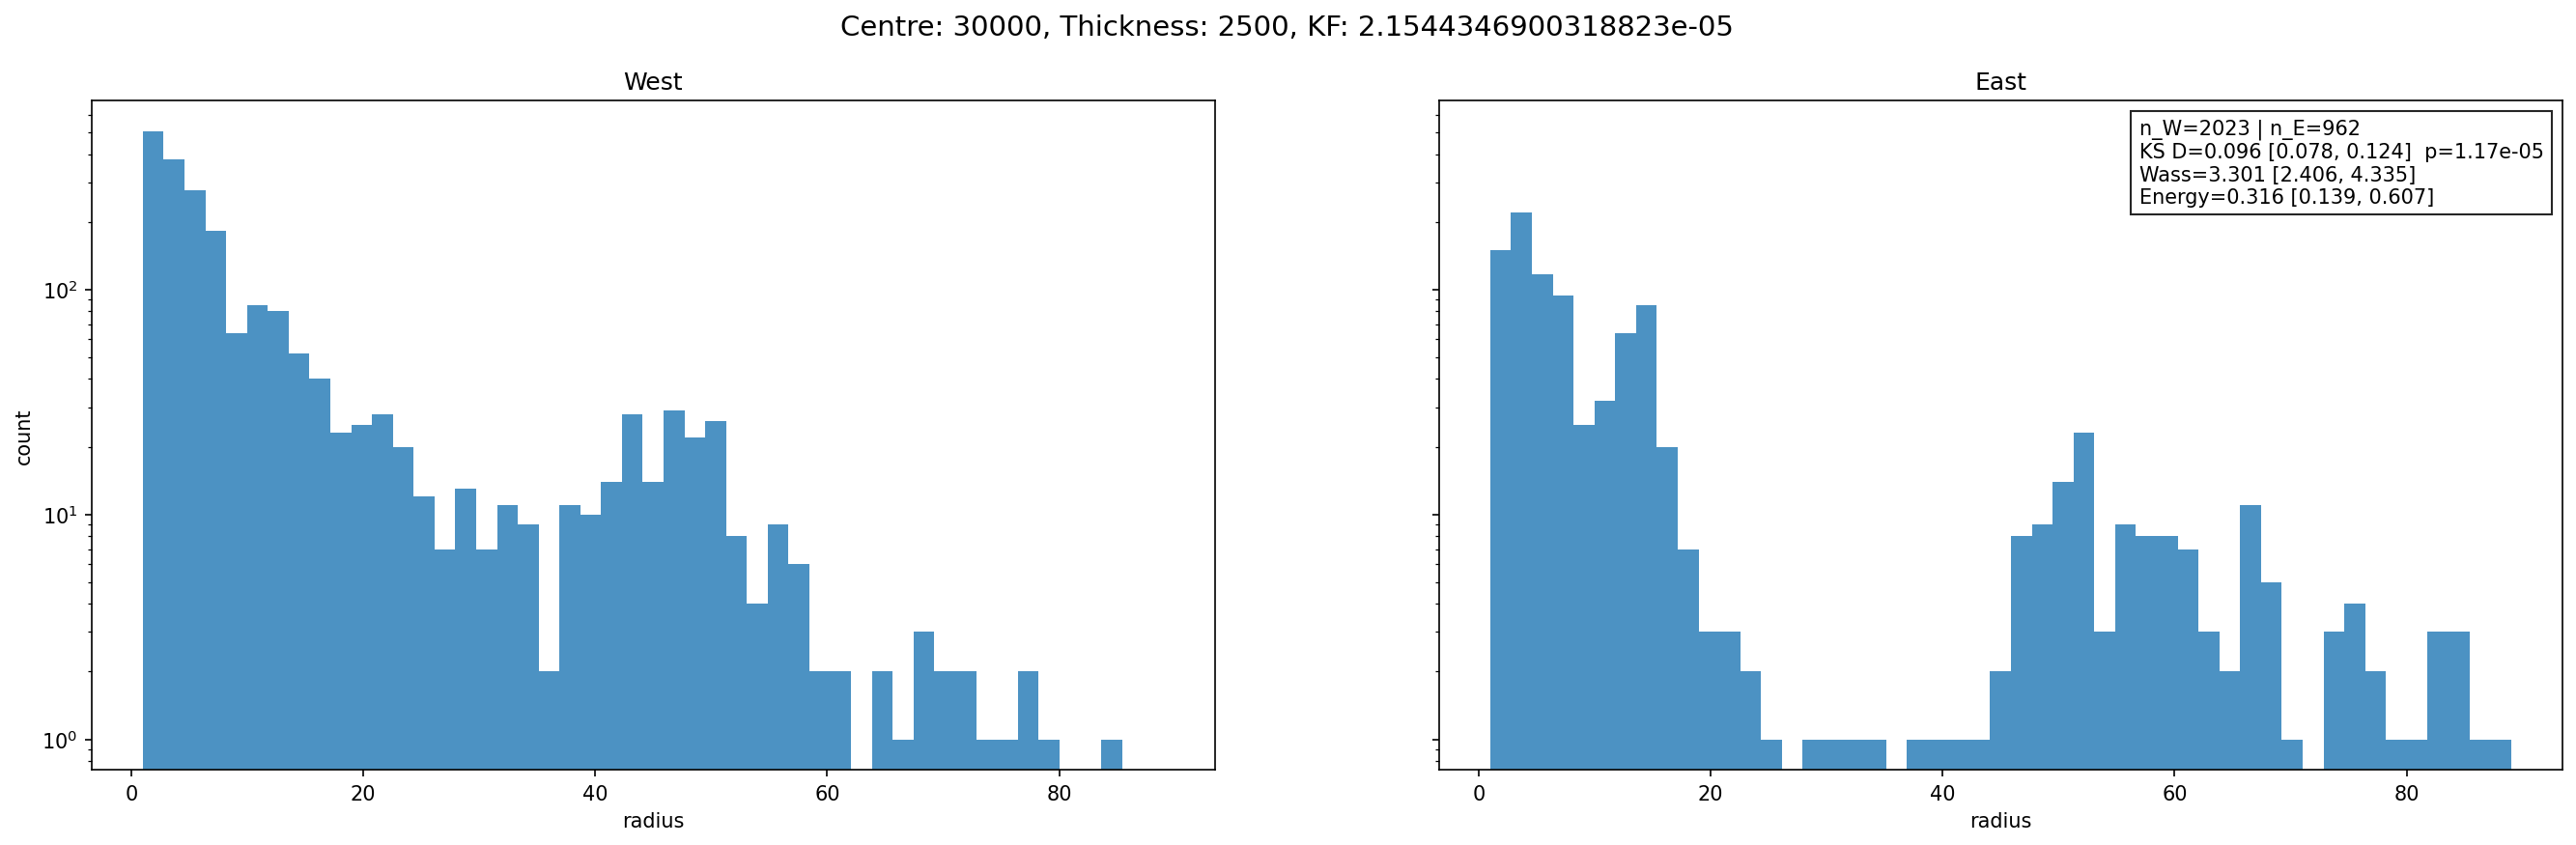 Centre: 30000, Thickness: 2500, KF: 2.1544346900318823e-05
West
count
10²
10¹
10⁰
0 20 40 60 80
radius
East
n_W=2023 | n_E=962
KS D=0.096 [0.078, 0.124]  p=1.17e-05
Wass=3.301 [2.406, 4.335]
Energy=0.316 [0.139, 0.607]
0 20 40 60 80
radius